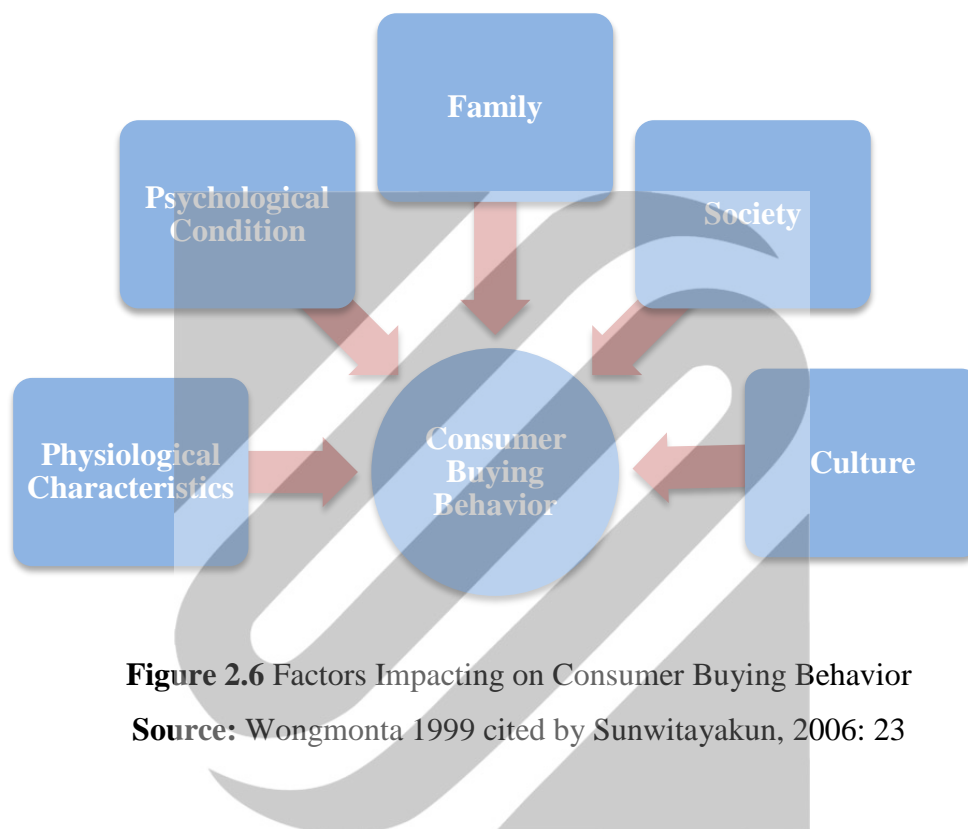 Family
Psychological
Condition
Society
Physiological
Characteristics
Consumer
Buying
Behavior
Culture
Figure 2.6 Factors Impacting on Consumer Buying Behavior
Source: Wongmonta 1999 cited by Sunwitayakun, 2006: 23